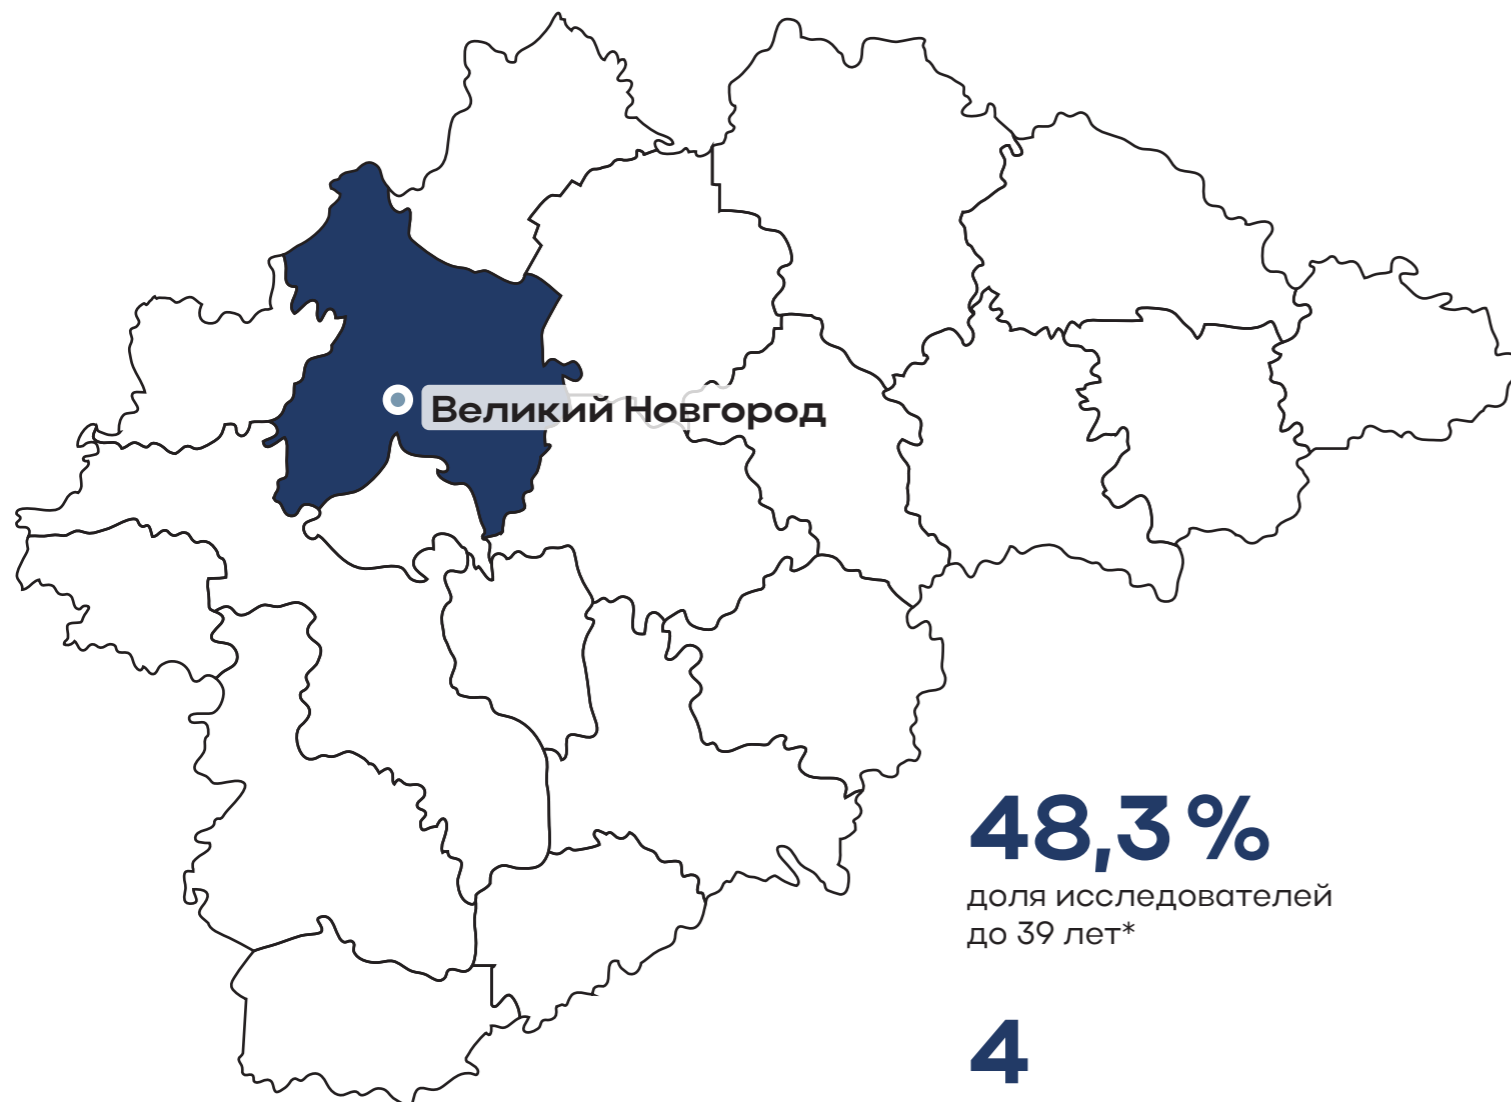 Великий Новгород
48,3 %
доля исследователей
до 39 лет*
4